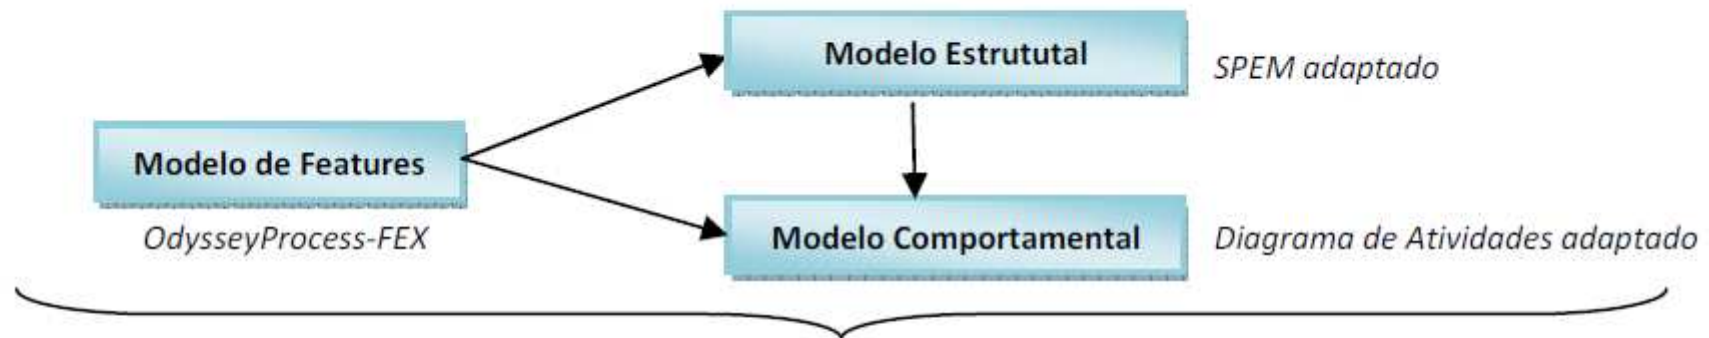 Modelo Estrututal
SPEM adaptado
Modelo de Features
OdysseyProcess-FEX
Modelo Comportamental
Diagrama de Atividades adaptado